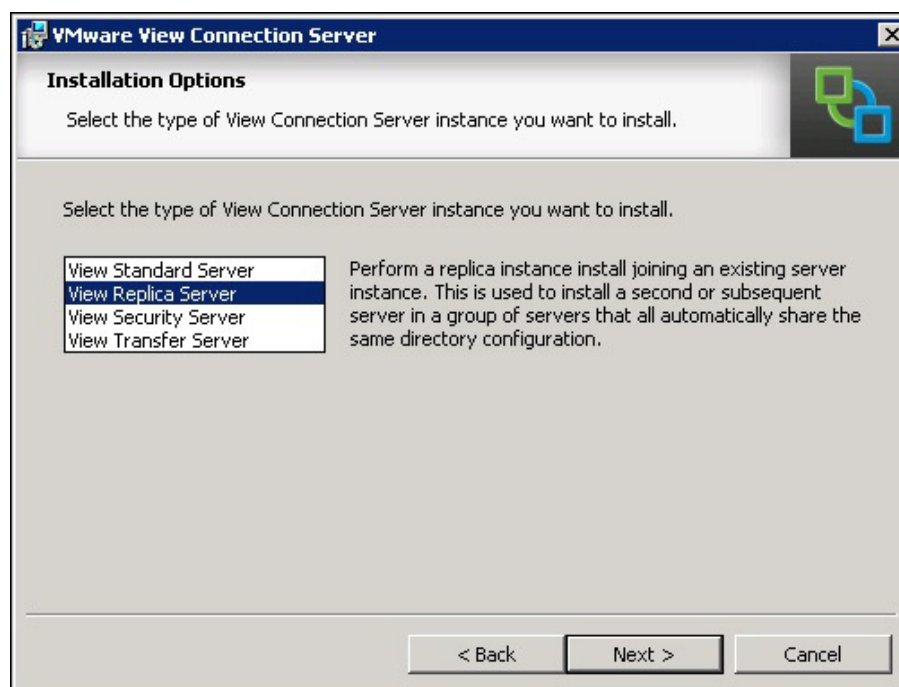 VMware View Connection Server
Installation Options
Select the type of View Connection Server instance you want to install.
Select the type of View Connection Server instance you want to install.
View Standard Server
View Replica Server
View Security Server
View Transfer Server
Perform a replica instance install joining an existing server
instance. This is used to install a second or subsequent
server in a group of servers that all automatically share the
same directory configuration.
< Back
Next >
Cancel